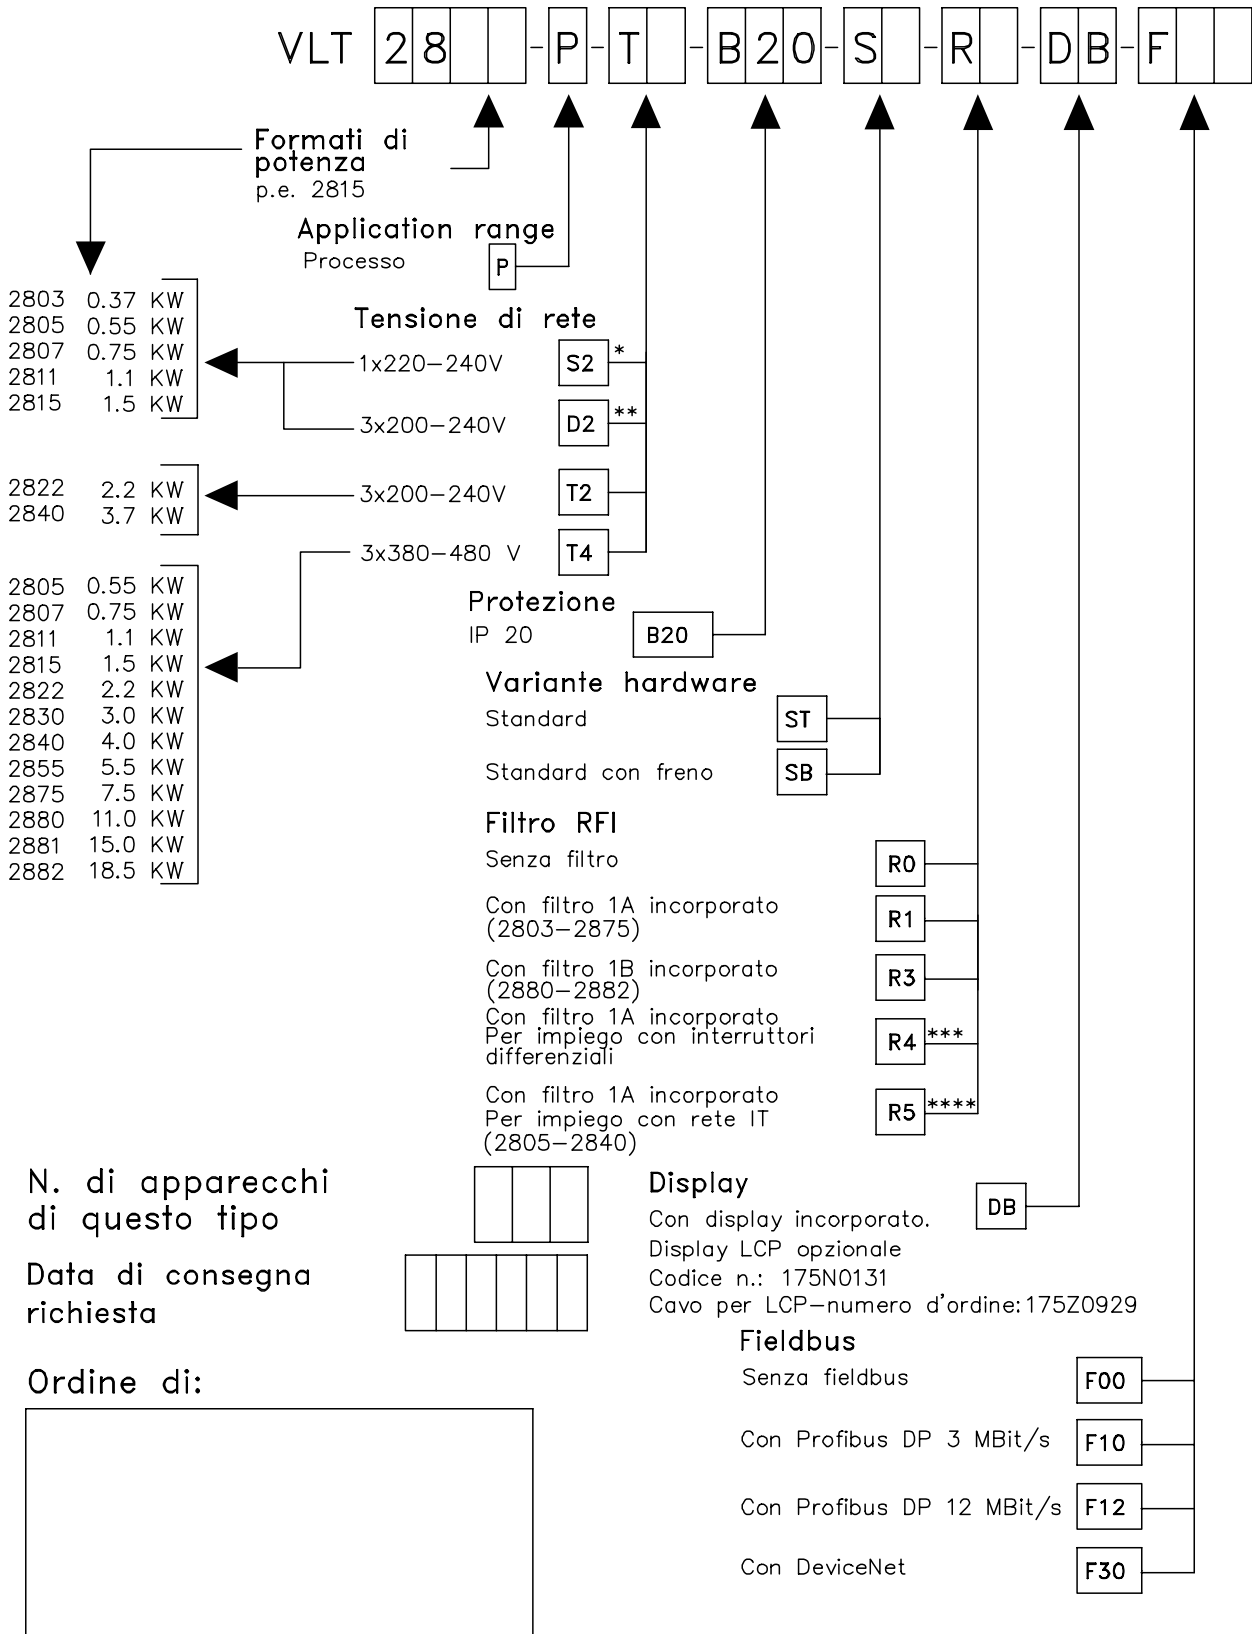 VLT 28 -P-T -B20-S -R -DB-F
Formati di
potenza
p.e. 2815
Application range
Processo P
2803 0.37 KW
2805 0.55 KW
2807 0.75 KW
2811 1.1 KW
2815 1.5 KW
Tensione di rete
1x220-240V S2 *
3x200-240V D2 **
2822 2.2 KW
2840 3.7 KW
3x200-240V T2
3x380-480 V T4
2805 0.55 KW
2807 0.75 KW
2811 1.1 KW
2815 1.5 KW
2822 2.2 KW
2830 3.0 KW
2840 4.0 KW
2855 5.5 KW
2875 7.5 KW
2880 11.0 KW
2881 15.0 KW
2882 18.5 KW
Protezione
IP 20 B20
Variante hardware
Standard ST
Standard con freno SB
Filtro RFI
Senza filtro R0
Con filtro 1A incorporato
(2803-2875) R1
Con filtro 1B incorporato
(2880-2882) R3
Con filtro 1A incorporato
Per impiego con interruttori
differenziali R4 ***
Con filtro 1A incorporato
Per impiego con rete IT
(2805-2840) R5 ****
N. di apparecchi
di questo tipo
Data di consegna
richiesta
Ordine di:
Display
Con display incorporato. DB
Display LCP opzionale
Codice n.: 175N0131
Cavo per LCP-numero d'ordine:175Z0929
Fieldbus
Senza fieldbus F00
Con Profibus DP 3 MBit/s F10
Con Profibus DP 12 MBit/s F12
Con DeviceNet F30